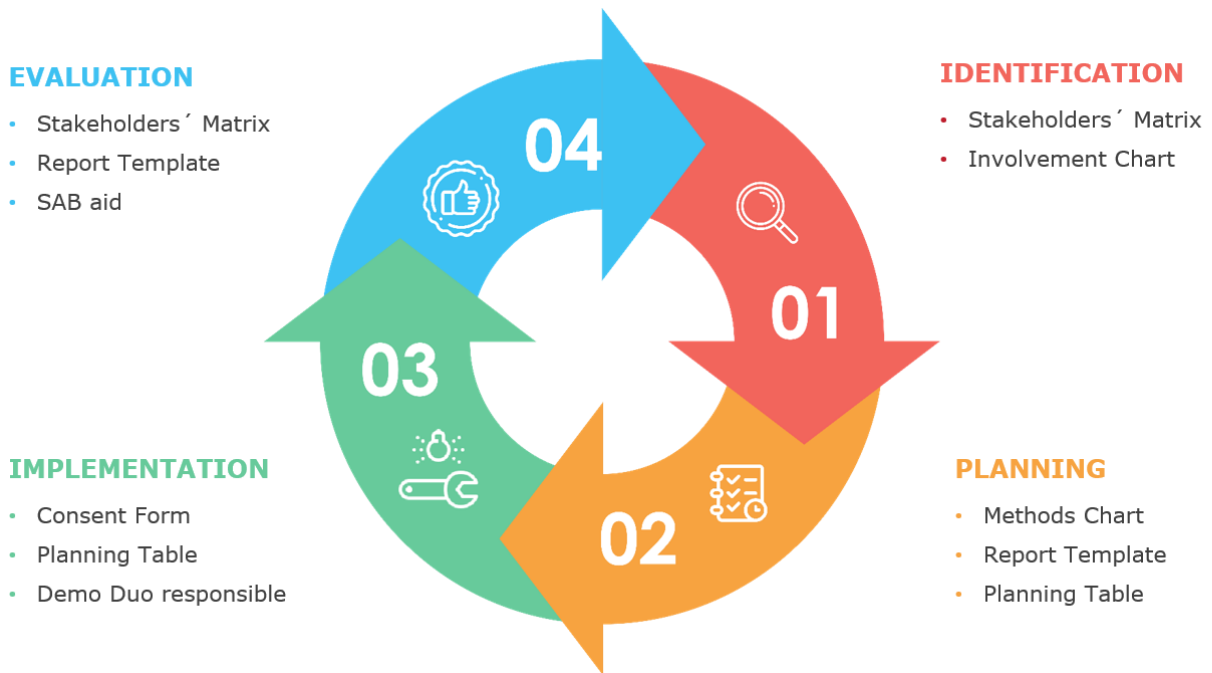 EVALUATION
• Stakeholders´ Matrix
• Report Template
• SAB aid
04
IDENTIFICATION
• Stakeholders´ Matrix
• Involvement Chart
01
03
IMPLEMENTATION
• Consent Form
• Planning Table
• Demo Duo responsible
02
PLANNING
• Methods Chart
• Report Template
• Planning Table